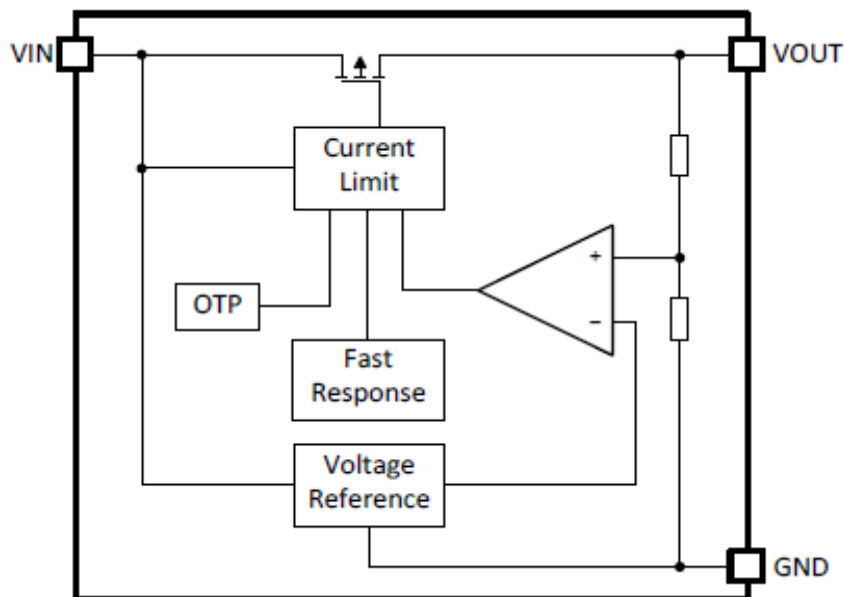 VIN
VOUT
Current
Limit
+
−
OTP
Fast
Response
Voltage
Reference
GND